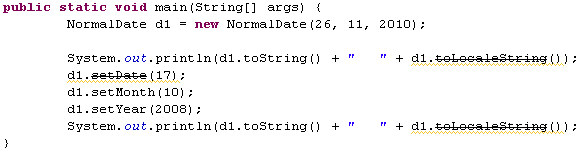 public static void main(String[] args) {
NormalDate d1 = new NormalDate(26, 11, 2010);
System.out.println(d1.toString() + "   " + d1.toLocaleString());
d1.setDate(17);
d1.setMonth(10);
d1.setYear(2008);
System.out.println(d1.toString() + "   " + d1.toLocaleString());
}